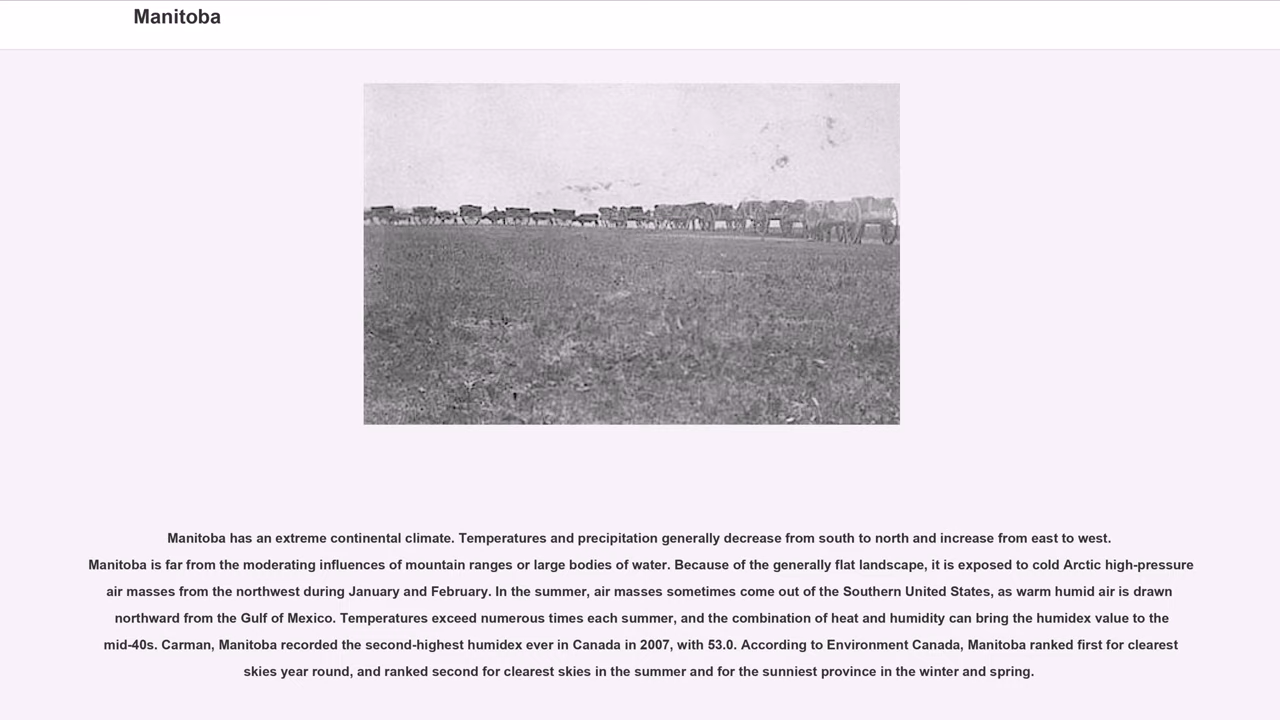 Manitoba
Manitoba has an extreme continental climate. Temperatures and precipitation generally decrease from south to north and increase from east to west.
Manitoba is far from the moderating influences of mountain ranges or large bodies of water. Because of the generally flat landscape, it is exposed to cold Arctic high-pressure
air masses from the northwest during January and February. In the summer, air masses sometimes come out of the Southern United States, as warm humid air is drawn
northward from the Gulf of Mexico. Temperatures exceed numerous times each summer, and the combination of heat and humidity can bring the humidex value to the
mid-40s. Carman, Manitoba recorded the second-highest humidex ever in Canada in 2007, with 53.0. According to Environment Canada, Manitoba ranked first for clearest
skies year round, and ranked second for clearest skies in the summer and for the sunniest province in the winter and spring.